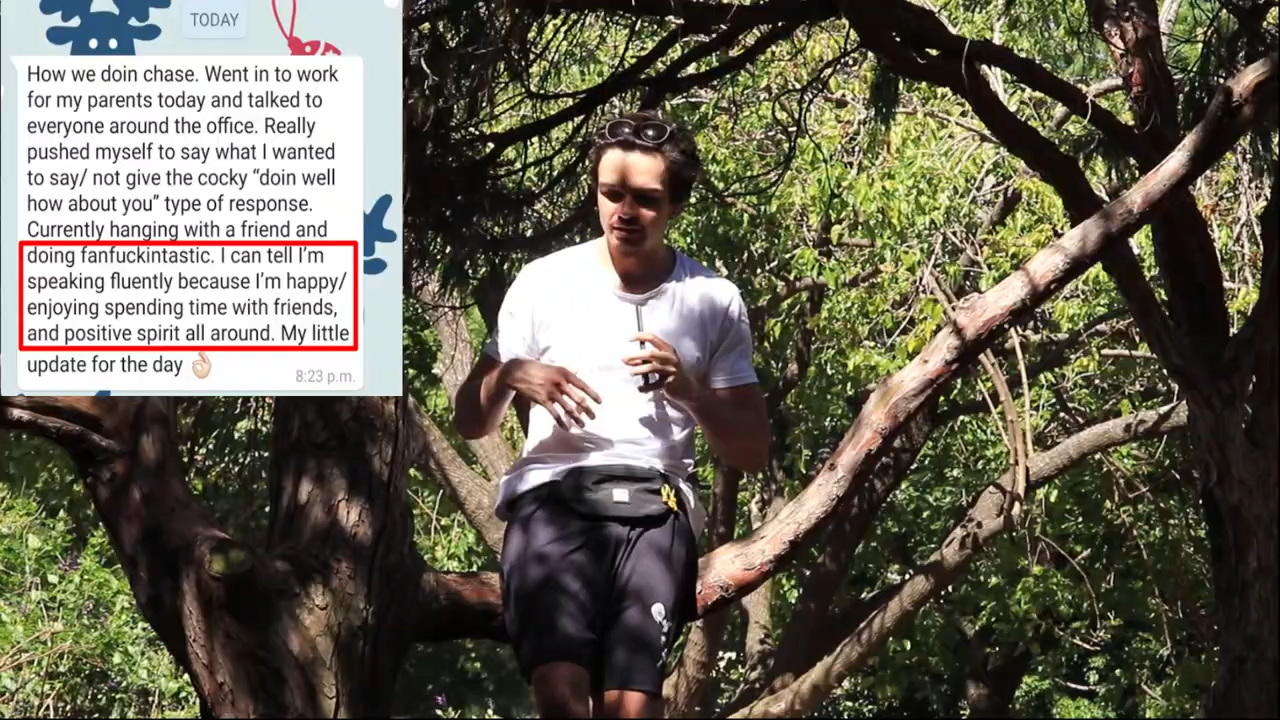 TODAY
How we doin chase. Went in to work
for my parents today and talked to
everyone around the office. Really
pushed myself to say what I wanted
to say/ not give the cocky “doin well
how about you” type of response.
Currently hanging with a friend and
doing fanfuckintastic. I can tell I’m
speaking fluently because I’m happy/
enjoying spending time with friends,
and positive spirit all around. My little
update for the day 👌🏼
8:23 p.m.